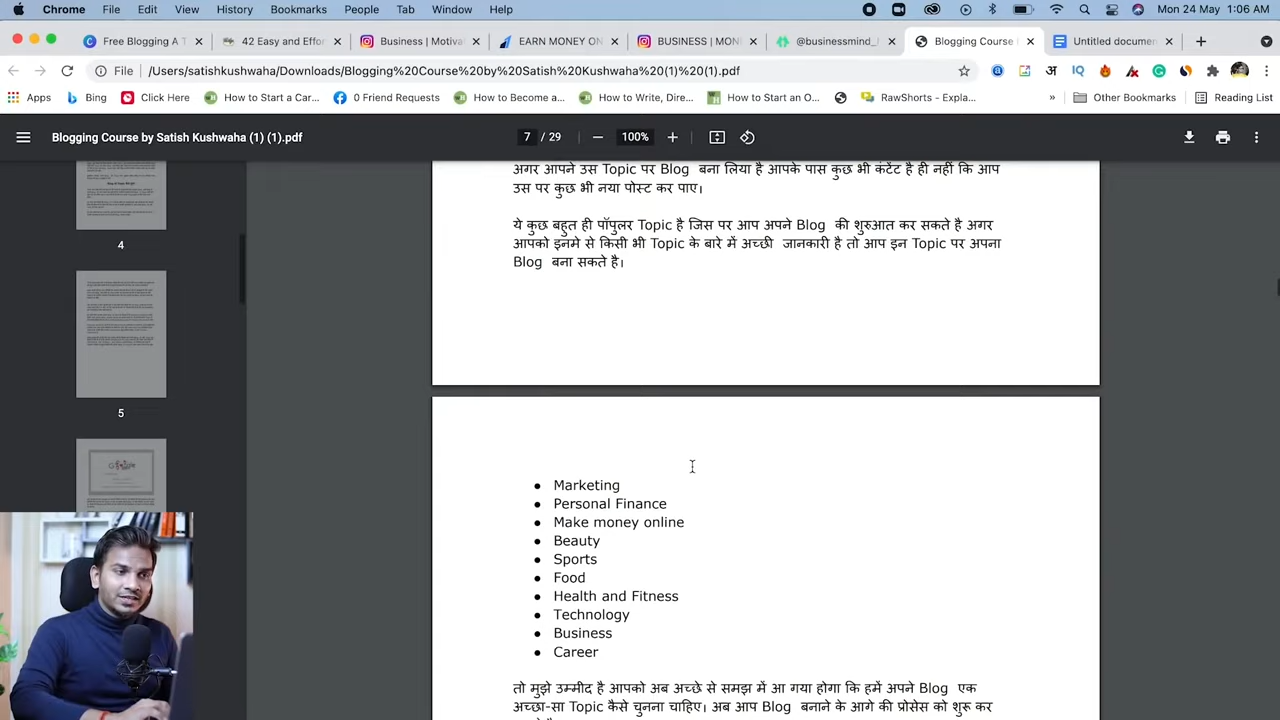 Chrome File Edit View History Bookmarks People Tab Window Help Mon 24 May 1:06 AM
Free Blogging A T × 42 Easy and Effor × Business | Motiva × EARN MONEY ON × BUSINESS | MON × @businessmind_ × Blogging Course × Untitled documen × +
File /Users/satishkushwaha/Downloads/Blogging%20Course%20by%20Satish%20Kushwaha%20(1)%20(1).pdf
Apps Bing Click Here How to Start a Car... 0 Friend Requests How to Become a... How to Write, Dire... How to Start an O... RawShorts - Expla... » Other Bookmarks Reading List
Blogging Course by Satish Kushwaha (1) (1).pdf 7 / 29 − 100% +
अगर आपने उस Topic पर Blog बना लिया है आपके पास कुछ भी कंटेंट है ही नहीं कि आप
उस पर कुछ भी नया पोस्ट कर पाए।
ये कुछ बहुत ही पॉपुलर Topic है जिस पर आप अपने Blog की शुरुआत कर सकते है अगर
आपको इनमे से किसी भी Topic के बारे में अच्छी जानकारी है तो आप इन Topic पर अपना
Blog बना सकते है।
4
5
● Marketing
● Personal Finance
● Make money online
● Beauty
● Sports
● Food
● Health and Fitness
● Technology
● Business
● Career
तो मुझे उम्मीद है आपको अब अच्छे से समझ में आ गया होगा कि हमें अपने Blog एक
अच्छा-सा Topic कैसे चुनना चाहिए। अब आप Blog बनाने के आगे की प्रोसेस को शुरू कर